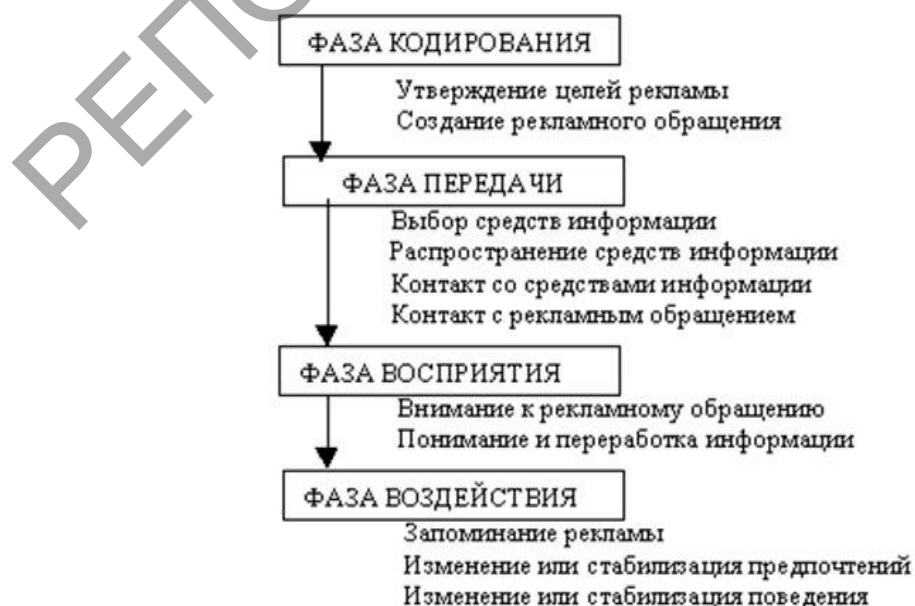 ФАЗА КОДИРОВАНИЯ
Утверждение целей рекламы
Создание рекламного обращения
ФАЗА ПЕРЕДАЧИ
Выбор средств информации
Распространение средств информации
Контакт со средствами информации
Контакт с рекламным обращением
ФАЗА ВОСПРИЯТИЯ
Внимание к рекламному обращению
Понимание и переработка информации
ФАЗА ВОЗДЕЙСТВИЯ
Запоминание рекламы
Изменение или стабилизация предпочтений
Изменение или стабилизация поведения